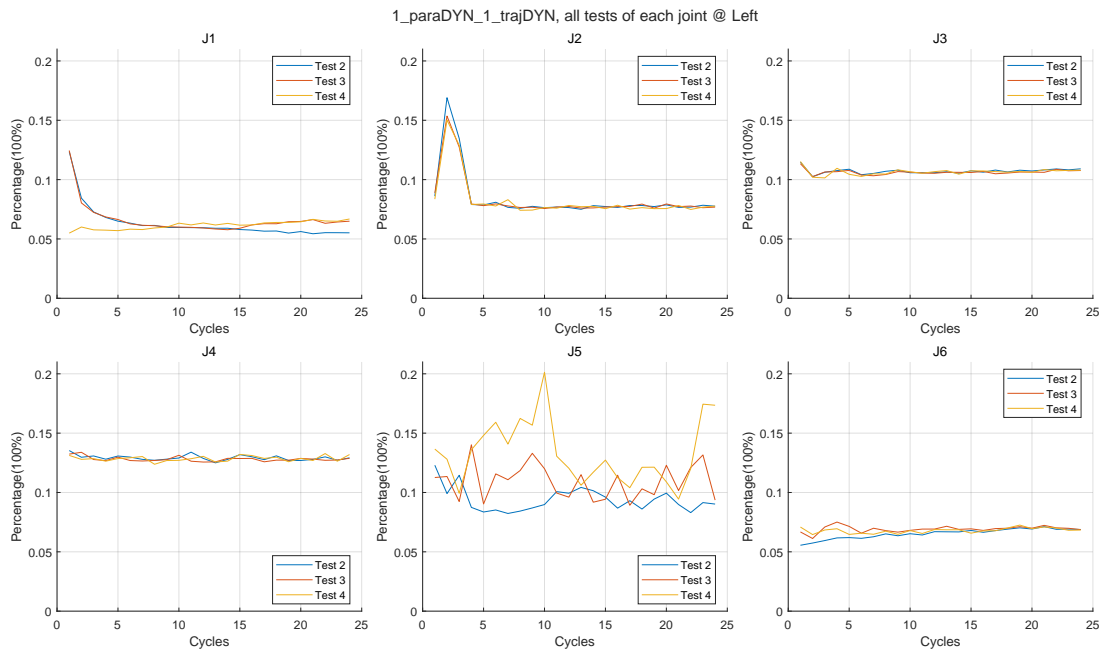 1_paraDYN_1_trajDYN, all tests of each joint @ Left
J1
Percentage(100%)
0.2
0.15
0.1
0.05
0
0 5 10 15 20 25
Cycles
Test 2
Test 3
Test 4
J2
Percentage(100%)
0.2
0.15
0.1
0.05
0
0 5 10 15 20 25
Cycles
Test 2
Test 3
Test 4
J3
Percentage(100%)
0.2
0.15
0.1
0.05
0
0 5 10 15 20 25
Cycles
Test 2
Test 3
Test 4
J4
Percentage(100%)
0.2
0.15
0.1
0.05
0
0 5 10 15 20 25
Cycles
Test 2
Test 3
Test 4
J5
Percentage(100%)
0.2
0.15
0.1
0.05
0
0 5 10 15 20 25
Cycles
Test 2
Test 3
Test 4
J6
Percentage(100%)
0.2
0.15
0.1
0.05
0
0 5 10 15 20 25
Cycles
Test 2
Test 3
Test 4